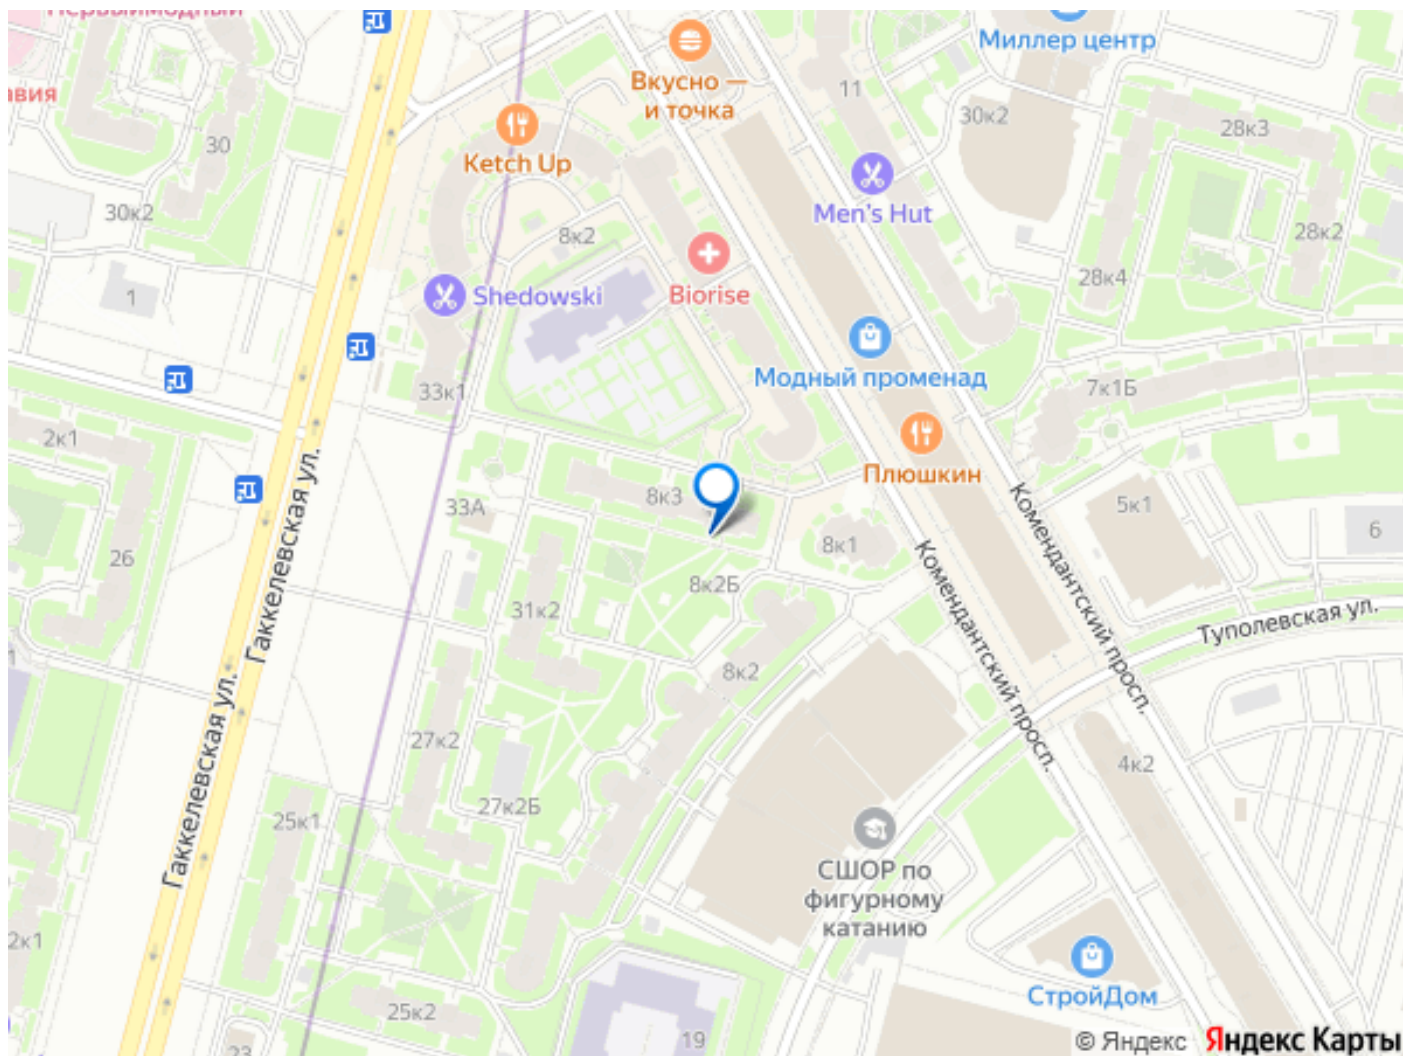 Первыймодный
авия
30
30к2
1
Вкусно —
и точка
Ketch Up
8к2
Shedowski
Biorise
33к1
11
Миллер центр
30к2
28к3
Men's Hut
28к2
28к4
Модный променад
7к1Б
Плюшкин
2к1
26
33А
8к3
8к1
8к2Б
31к2
8к2
5к1
6
Гаккелевская ул.
Гаккелевская ул.
Комендантский просп.
Комендантский просп.
Туполевская ул.
27к2
27к2Б
25к1
4к2
СШОР по
фигурному
катанию
2к1
25к2
23
19
СтройДом
© Яндекс Яндекс Карты